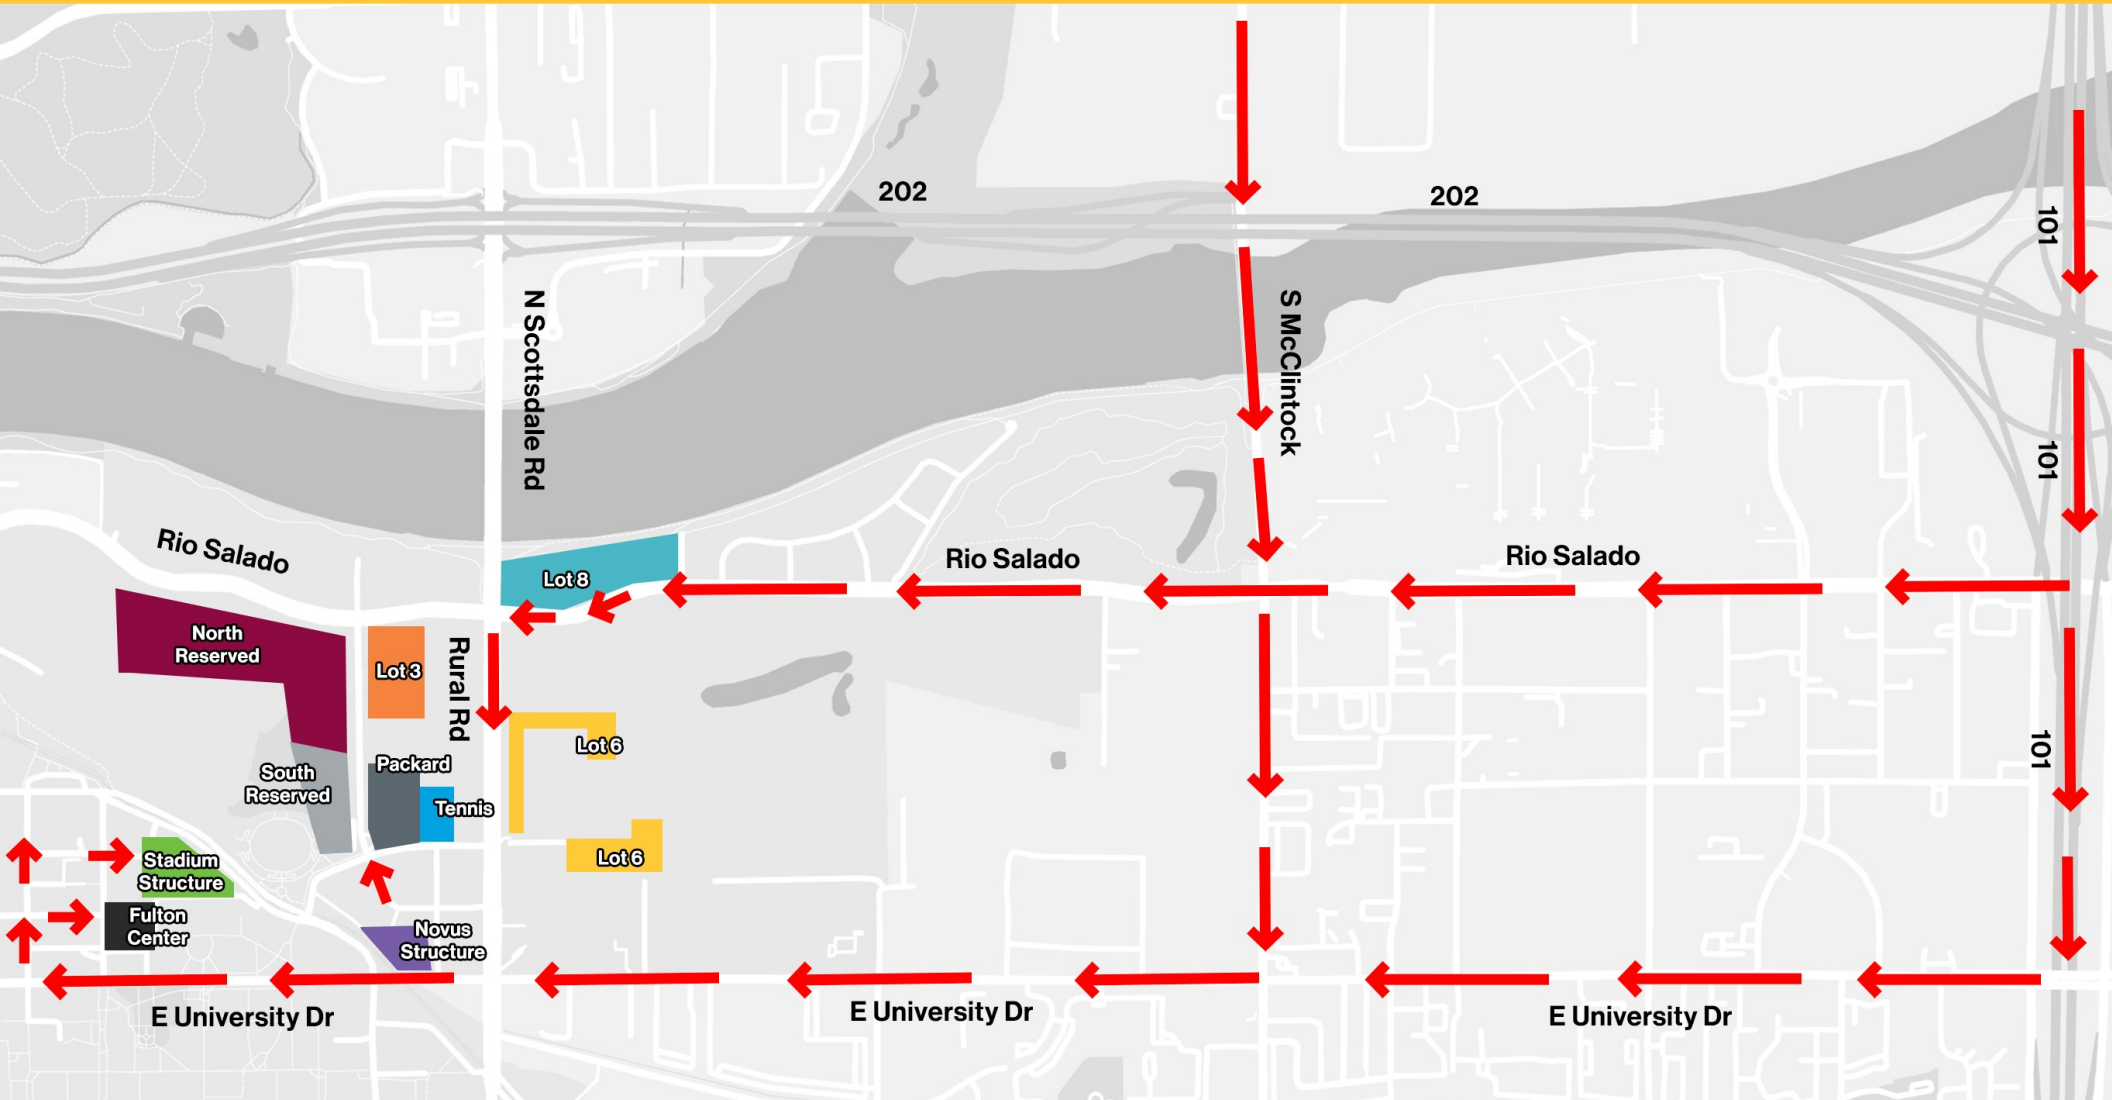 202
202
101
N Scottsdale Rd
S McClintock
101
Rio Salado
Rio Salado
Rio Salado
Lot 8
North
Reserved
Lot 3
Rural Rd
Lot 6
101
South
Reserved
Packard
Tennis
Lot 6
Stadium
Structure
Fulton
Center
Novus
Structure
E University Dr
E University Dr
E University Dr